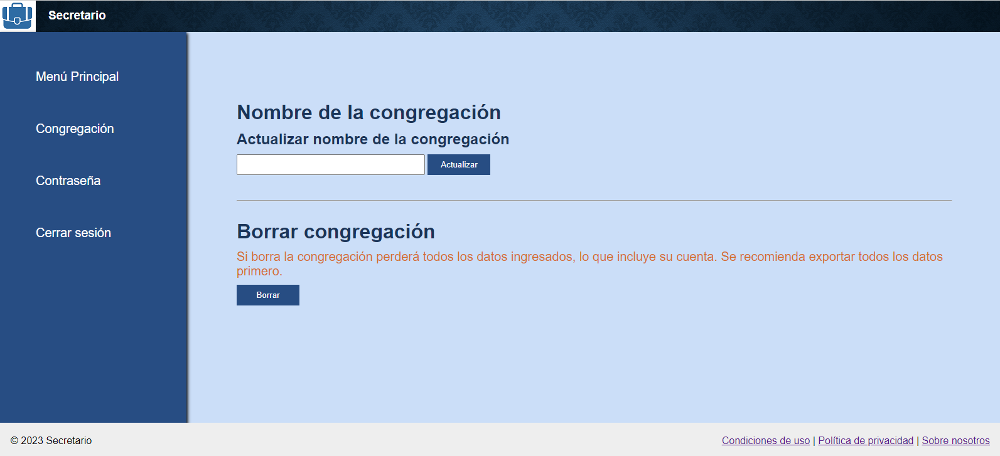 Secretario
Menú Principal
Congregación
Contraseña
Cerrar sesión
Nombre de la congregación
Actualizar nombre de la congregación
Actualizar
Borrar congregación
Si borra la congregación perderá todos los datos ingresados, lo que incluye su cuenta. Se recomienda exportar todos los datos
primero.
Borrar
© 2023 Secretario
Condiciones de uso | Política de privacidad | Sobre nosotros